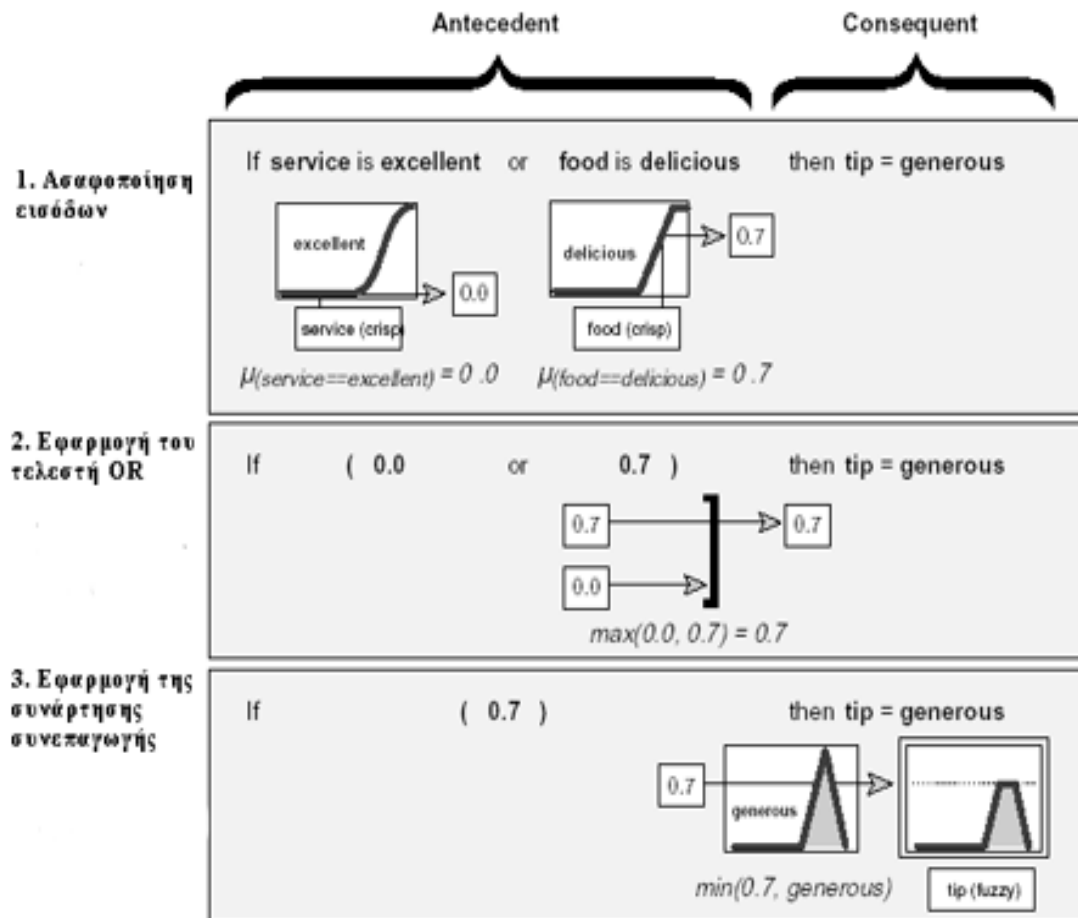 Antecedent
Consequent
1. Ασαφοποίηση
εισόδων
If service is excellent or food is delicious then tip = generous
excellent
0.0
service (crisp
delicious
0.7
food (crisp)
μ(service==excellent) = 0 .0
μ(food==delicious) = 0 .7
2. Εφαρμογή του
τελεστή OR
If ( 0.0 or 0.7 ) then tip = generous
0.7
0.7
0.0
max(0.0, 0.7) = 0.7
3. Εφαρμογή της
συνάρτησης
συνεπαγωγής
If ( 0.7 ) then tip = generous
0.7
generous
min(0.7, generous)
tip (fuzzy)